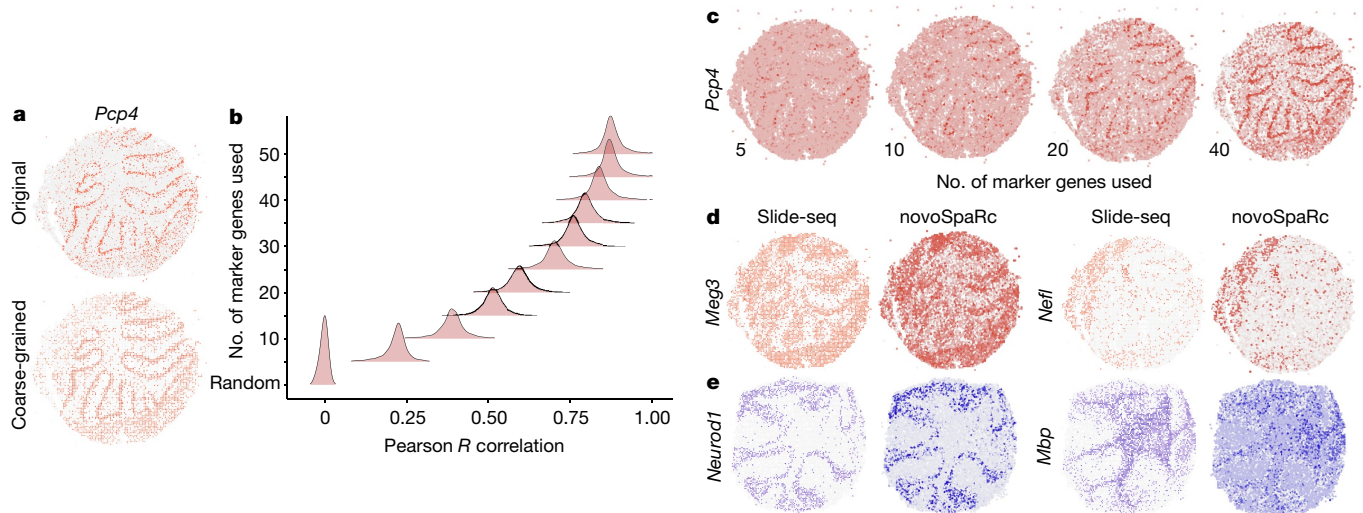 a
Pcp4
Original
Coarse-grained
b
No. of marker genes used
50
40
30
20
10
Random
0
0.25
0.50
0.75
1.00
Pearson R correlation
c
Pcp4
5
10
20
40
No. of marker genes used
d
Slide-seq
novoSpaRc
Slide-seq
novoSpaRc
Meg3
Nefl
e
Neurod1
Mbp